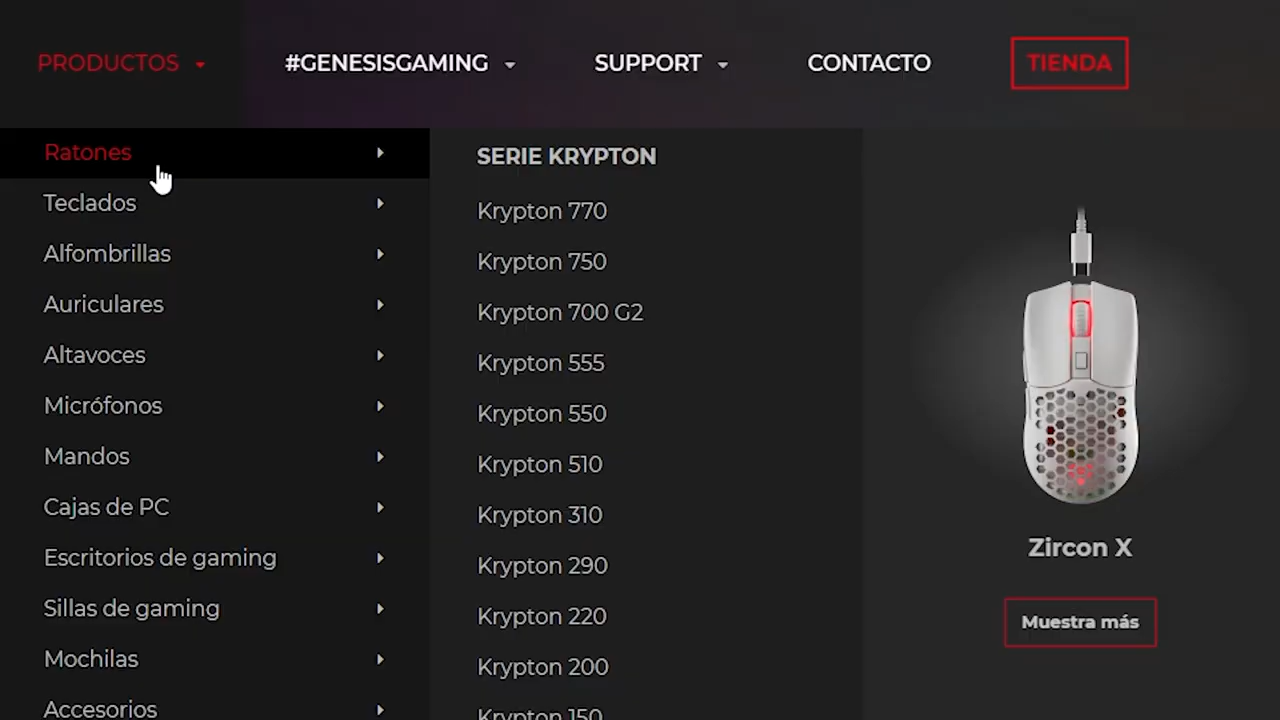 PRODUCTOS
#GENESISGAMING
SUPPORT
CONTACTO
TIENDA
Ratones
Teclados
Alfombrillas
Auriculares
Altavoces
Micrófonos
Mandos
Cajas de PC
Escritorios de gaming
Sillas de gaming
Mochilas
Accesorios
SERIE KRYPTON
Krypton 770
Krypton 750
Krypton 700 G2
Krypton 555
Krypton 550
Krypton 510
Krypton 310
Krypton 290
Krypton 220
Krypton 200
Krypton 150
Zircon X
Muestra más